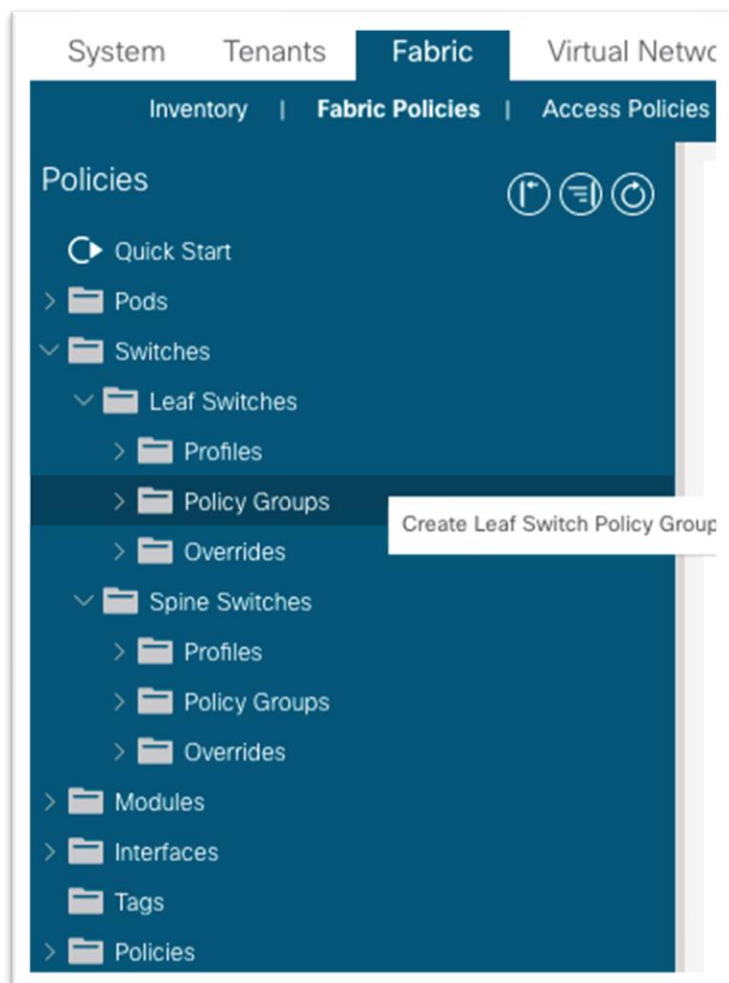 System Tenants Fabric Virtual
Inventory | Fabric Policies | Access Policies
Policies
Quick Start
Pods
Switches
Leaf Switches
Profiles
Policy Groups
Create Leaf Switch Policy Group
Overrides
Spine Switches
Profiles
Policy Groups
Overrides
Modules
Interfaces
Tags
Policies